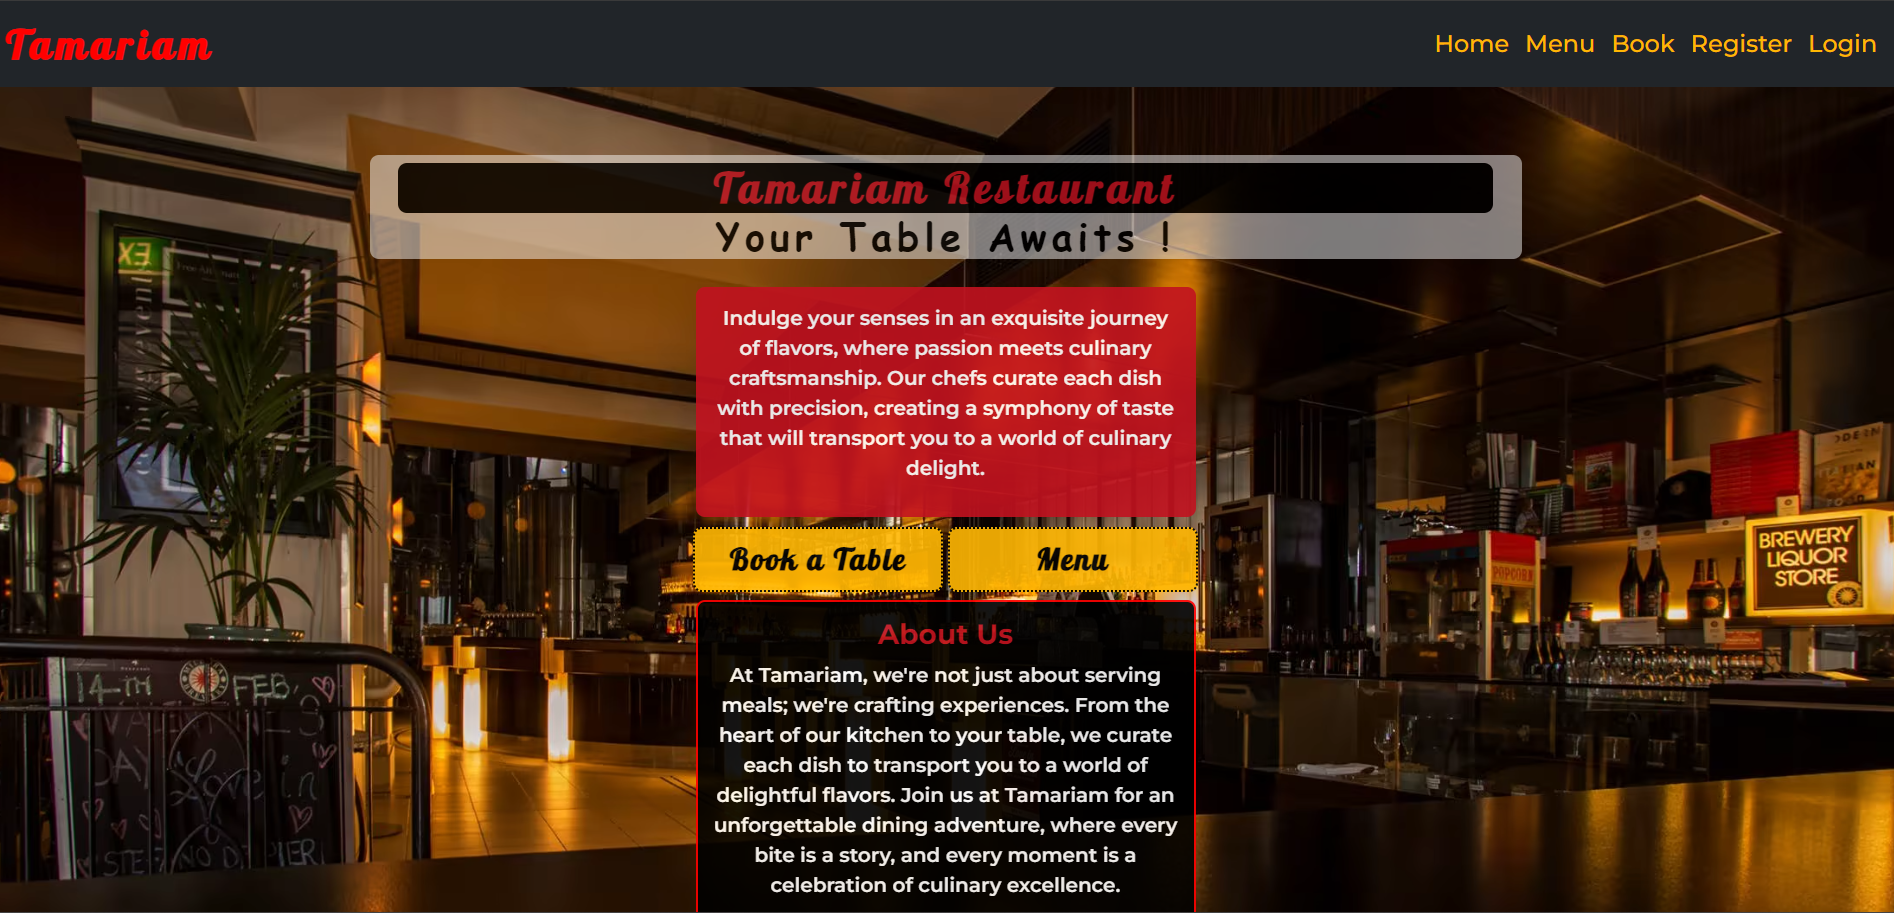 Tamariam
Home Menu Book Register Login
Tamariam Restaurant
Your Table Awaits !
EX
Indulge your senses in an exquisite journey
of flavors, where passion meets culinary
craftsmanship. Our chefs curate each dish
with precision, creating a symphony of taste
that will transport you to a world of culinary
delight.
Book a Table
Menu
BREWERY
LIQUOR
STORE
POPCORN
About Us
At Tamariam, we're not just about serving
meals; we're crafting experiences. From the
heart of our kitchen to your table, we curate
each dish to transport you to a world of
delightful flavors. Join us at Tamariam for an
unforgettable dining adventure, where every
bite is a story, and every moment is a
celebration of culinary excellence.
14-TH FEB,
VALENTINE'S
DAY Love in